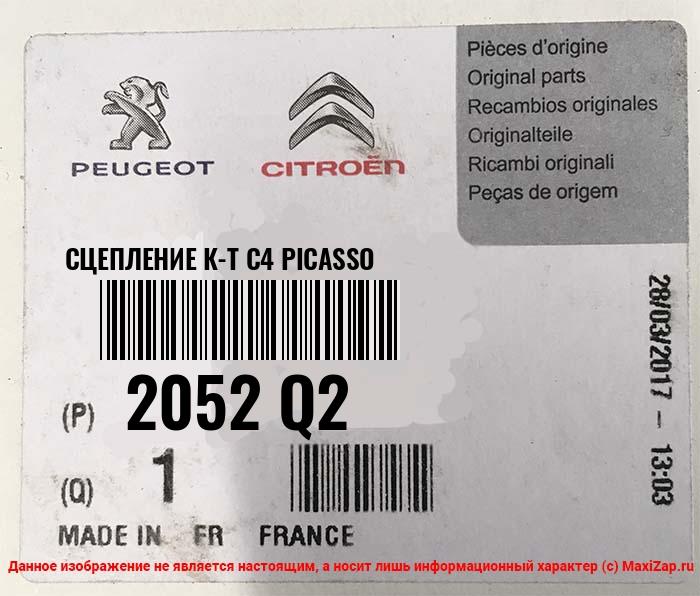 Pièces d'origine
Original parts
Recambios originales
Originalteile
Ricambi originali
Peças de origem
PEUGEOT
CITROËN
СЦЕПЛЕНИЕ К-Т C4 PICASSO
28/03/2017 - 13:03
(P) 2052 Q2
(Q) 1
MADE IN FR FRANCE
Данное изображение не является настоящим, а носит лишь информационный характер (с) MaxiZap.ru